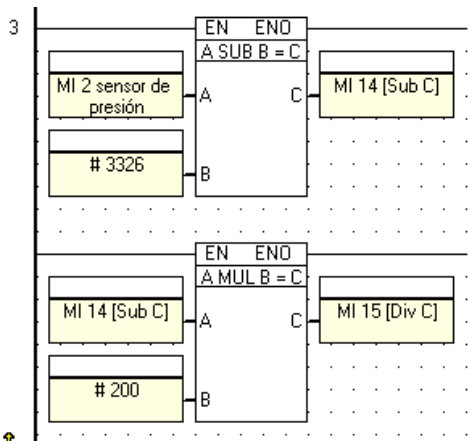 3
EN ENO
A SUB B = C
MI 2 sensor de
presión
A
C
MI 14 [Sub C]
# 3326
B
EN ENO
A MUL B = C
MI 14 [Sub C]
A
C
MI 15 [Div C]
# 200
B